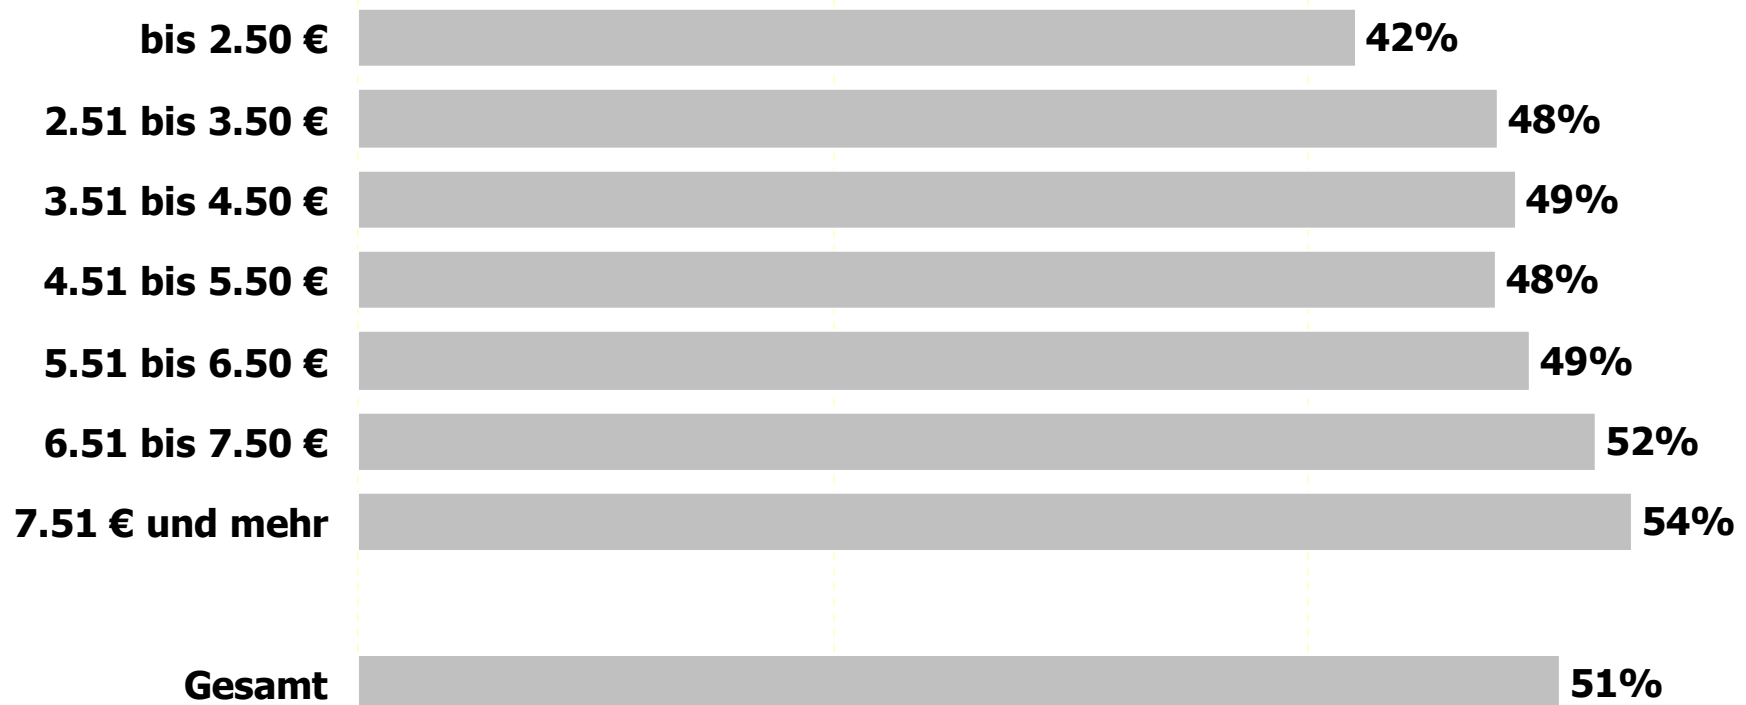 bis 2.50 € 42%
2.51 bis 3.50 € 48%
3.51 bis 4.50 € 49%
4.51 bis 5.50 € 48%
5.51 bis 6.50 € 49%
6.51 bis 7.50 € 52%
7.51 € und mehr 54%
Gesamt 51%